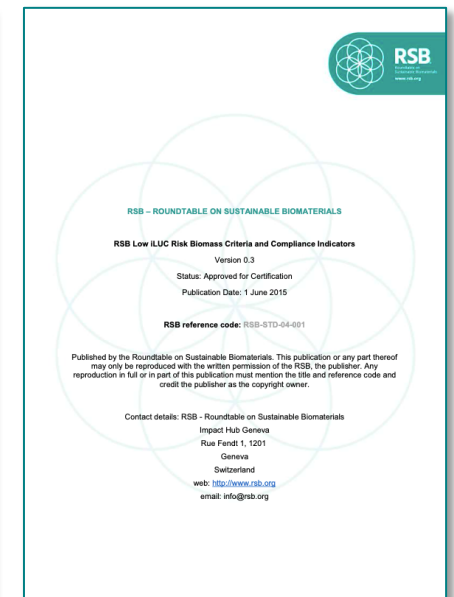 RSB
Roundtable on
Sustainable Biomaterials
www.rsb.org
RSB – ROUNDTABLE ON SUSTAINABLE BIOMATERIALS
RSB Low iLUC Risk Biomass Criteria and Compliance Indicators
Version 0.3
Status: Approved for Certification
Publication Date: 1 June 2015
RSB reference code: RSB-STD-04-001
Published by the Roundtable on Sustainable Biomaterials. This publication or any part thereof
may only be reproduced with the written permission of the RSB, the publisher. Any
reproduction in full or in part of this publication must mention the title and reference code and
credit the publisher as the copyright owner.
Contact details: RSB - Roundtable on Sustainable Biomaterials
Impact Hub Geneva
Rue Fendt 1, 1201
Geneva
Switzerland
web: http://www.rsb.org
email: info@rsb.org